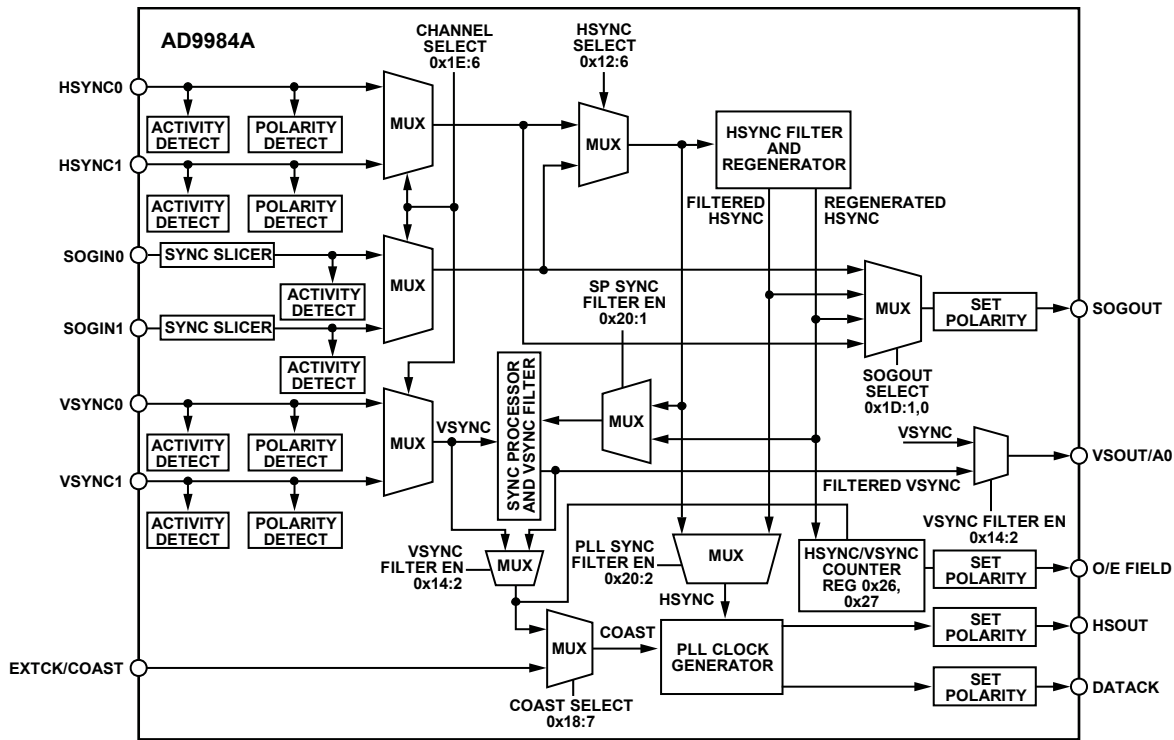 AD9984A
CHANNEL
SELECT
0x1E:6
HSYNC
SELECT
0x12:6
HSYNC0
ACTIVITY
DETECT
POLARITY
DETECT
MUX
MUX
HSYNC FILTER
AND
REGENERATOR
HSYNC1
ACTIVITY
DETECT
POLARITY
DETECT
FILTERED
HSYNC
REGENERATED
HSYNC
SOGIN0
SYNC SLICER
ACTIVITY
DETECT
MUX
SP SYNC
FILTER EN
0x20:1
MUX
SET
POLARITY
SOGOUT
SOGIN1
SYNC SLICER
ACTIVITY
DETECT
SOGOUT
SELECT
0x1D:1,0
VSYNC0
ACTIVITY
DETECT
POLARITY
DETECT
MUX
VSYNC
SYNC PROCESSOR
AND VSYNC FILTER
MUX
VSYNC
VSOUT/A0
VSYNC1
ACTIVITY
DETECT
POLARITY
DETECT
FILTERED VSYNC
VSYNC FILTER EN
0x14:2
VSYNC
FILTER EN
0x14:2
MUX
PLL SYNC
FILTER EN
0x20:2
MUX
HSYNC/VSYNC
COUNTER
REG 0x26,
0x27
SET
POLARITY
O/E FIELD
HSYNC
EXTCK/COAST
MUX
COAST
PLL CLOCK
GENERATOR
SET
POLARITY
HSOUT
COAST SELECT
0x18:7
SET
POLARITY
DATACK